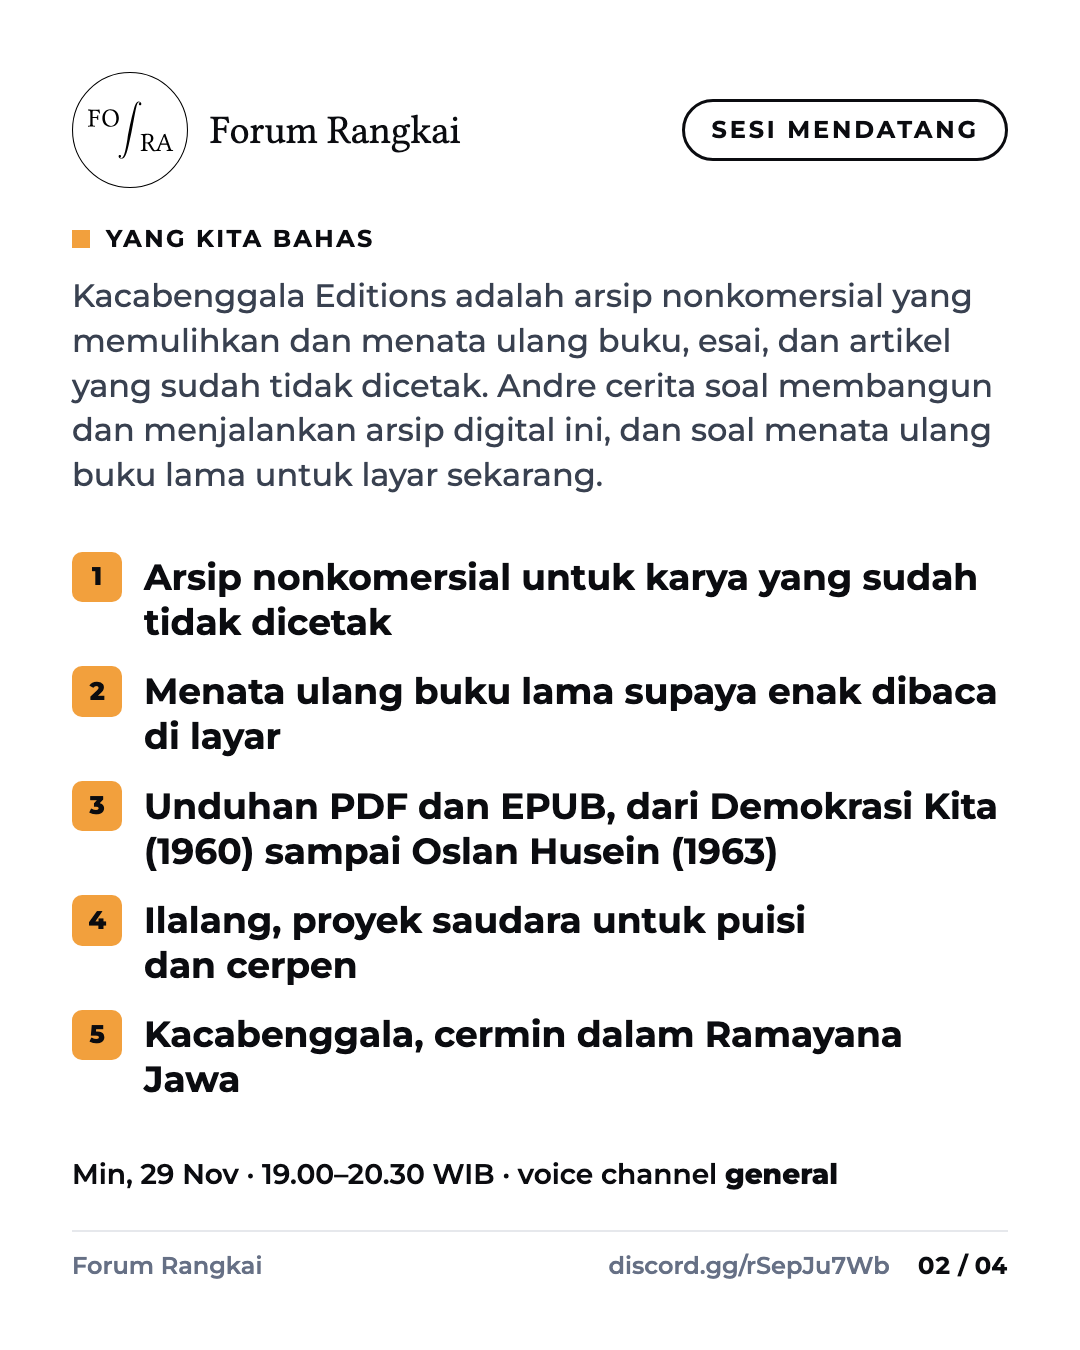 FO
RA
Forum Rangkai
SESI MENDATANG
YANG KITA BAHAS
Kacabenggala Editions adalah arsip nonkomersial yang
memulihkan dan menata ulang buku, esai, dan artikel
yang sudah tidak dicetak. Andre cerita soal membangun
dan menjalankan arsip digital ini, dan soal menata ulang
buku lama untuk layar sekarang.
1 Arsip nonkomersial untuk karya yang sudah
tidak dicetak
2 Menata ulang buku lama supaya enak dibaca
di layar
3 Unduhan PDF dan EPUB, dari Demokrasi Kita
(1960) sampai Oslan Husein (1963)
4 Ilalang, proyek saudara untuk puisi
dan cerpen
5 Kacabenggala, cermin dalam Ramayana
Jawa
Min, 29 Nov · 19.00–20.30 WIB · voice channel general
Forum Rangkai discord.gg/rSepJu7Wb 02 / 04